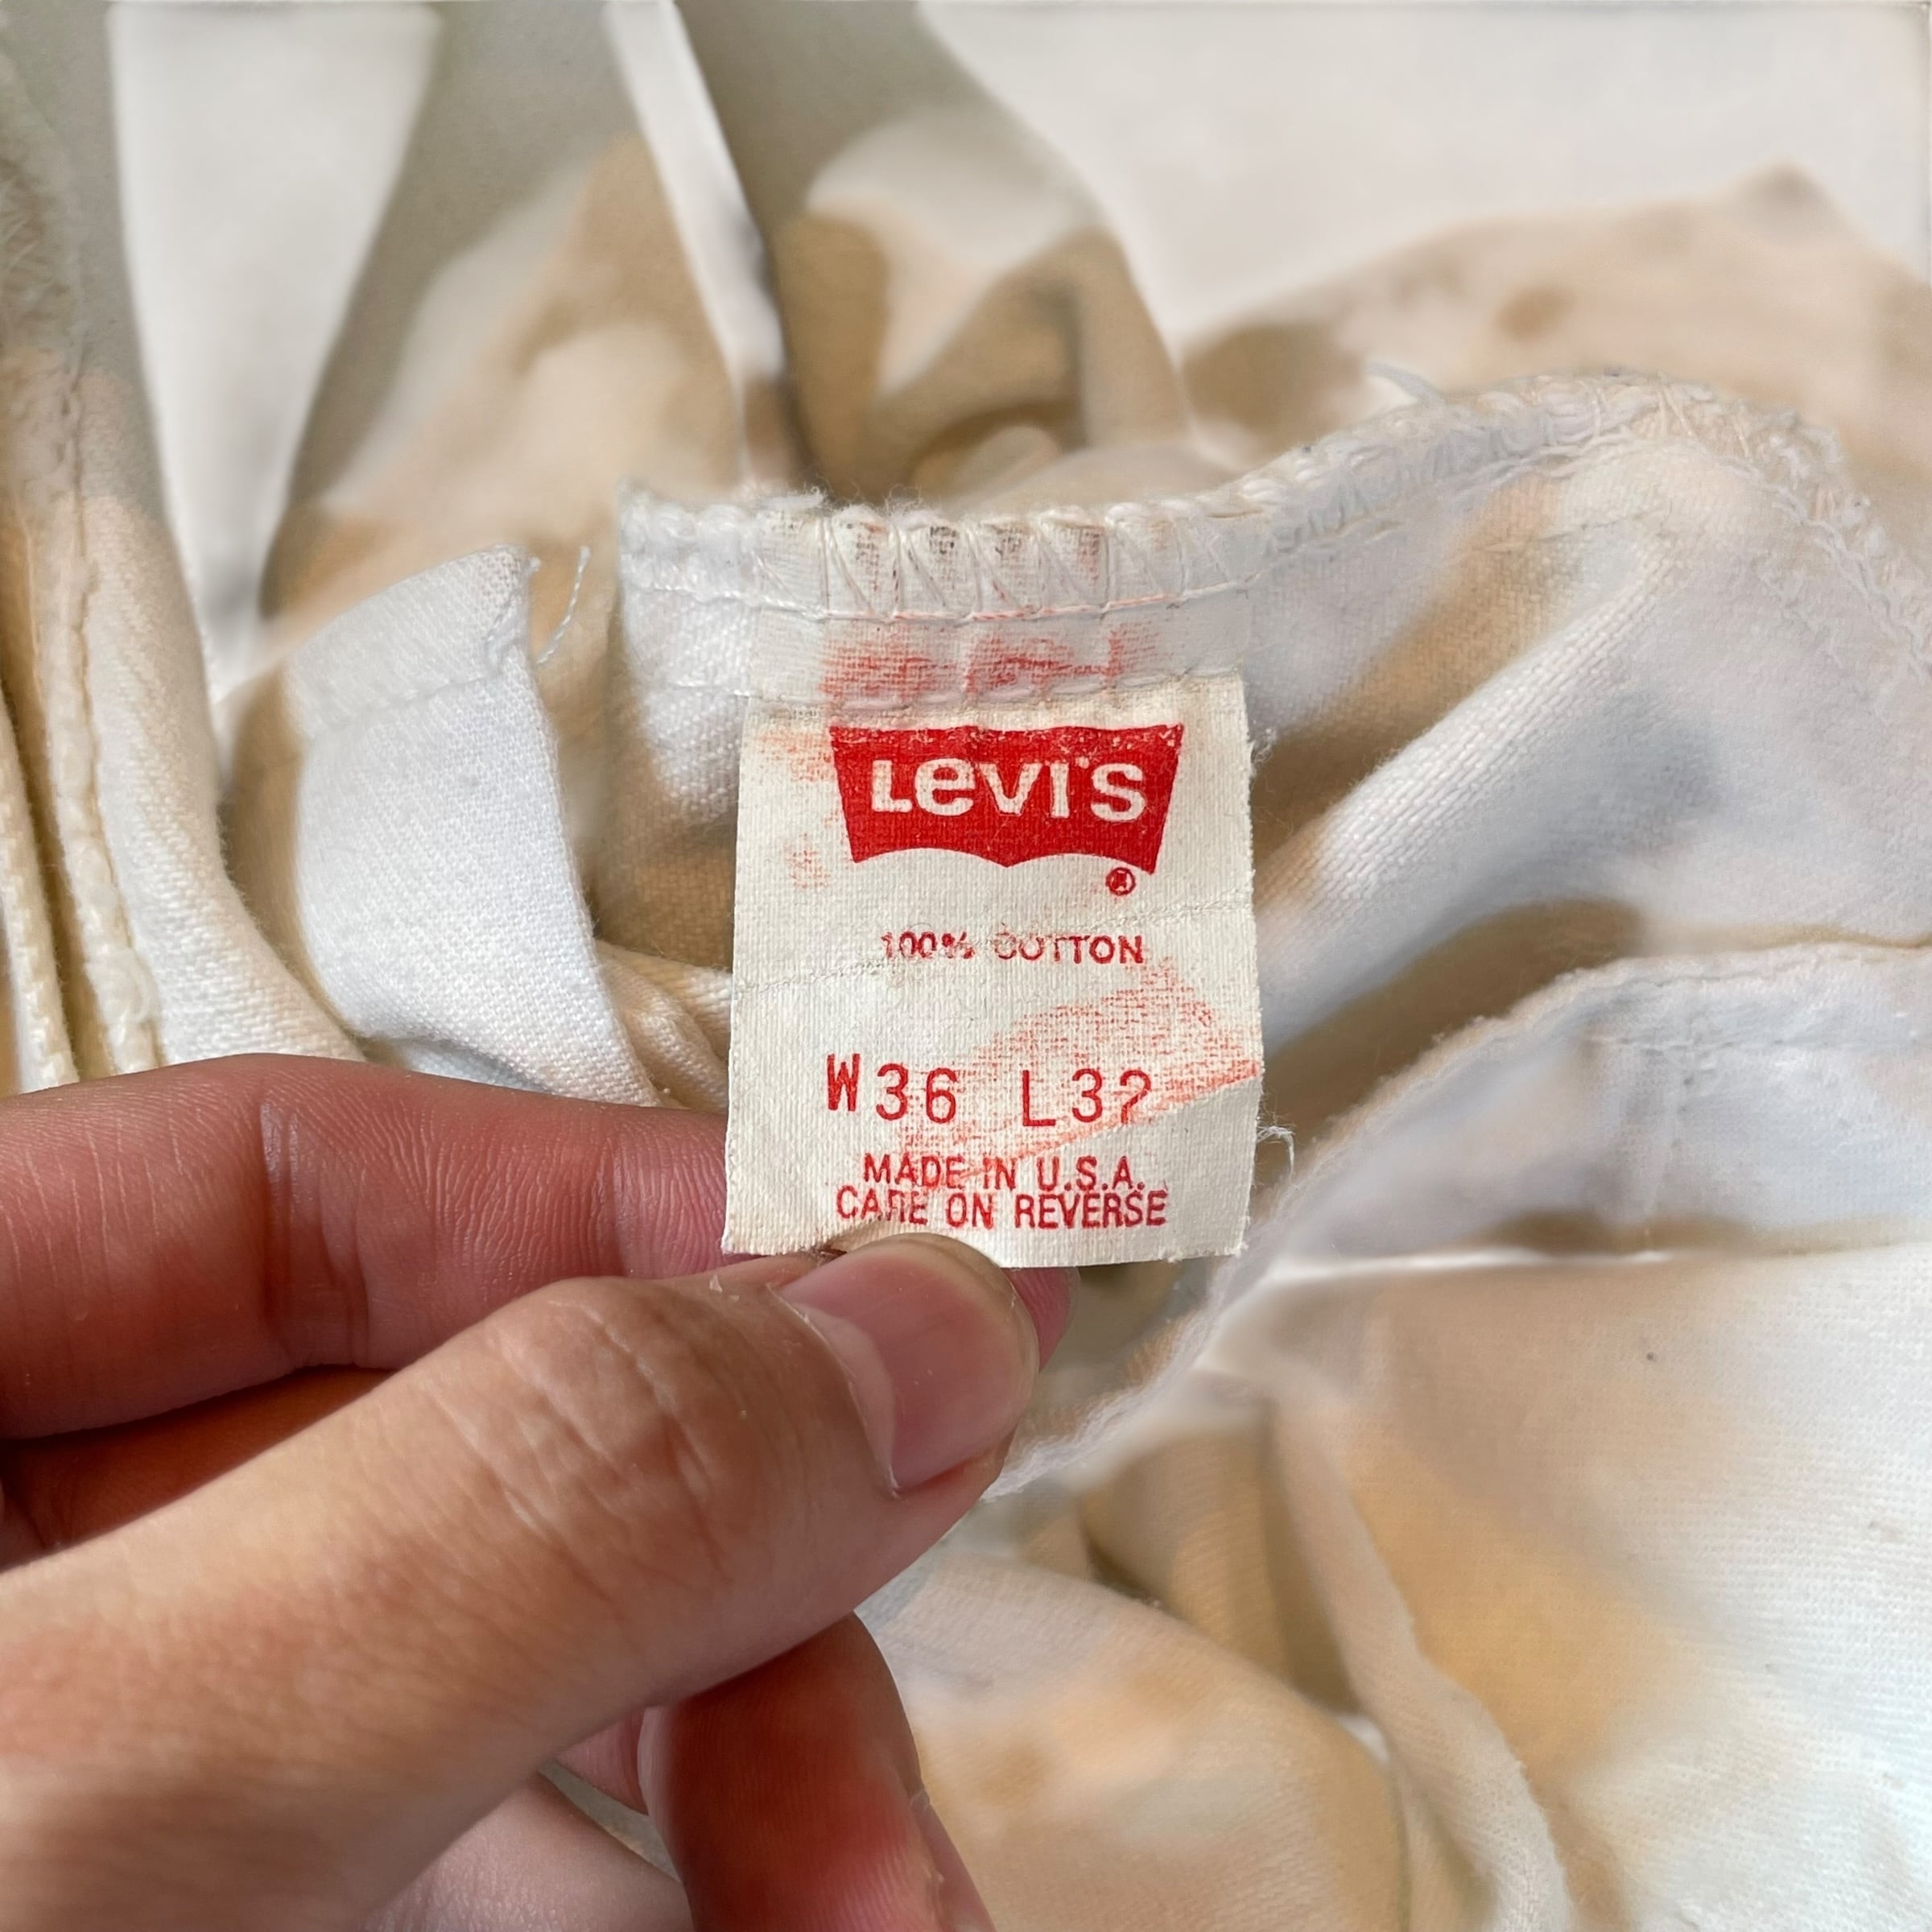 Levi's
®
100% COTTON
W36 L32
MADE IN U.S.A.
CARE ON REVERSE